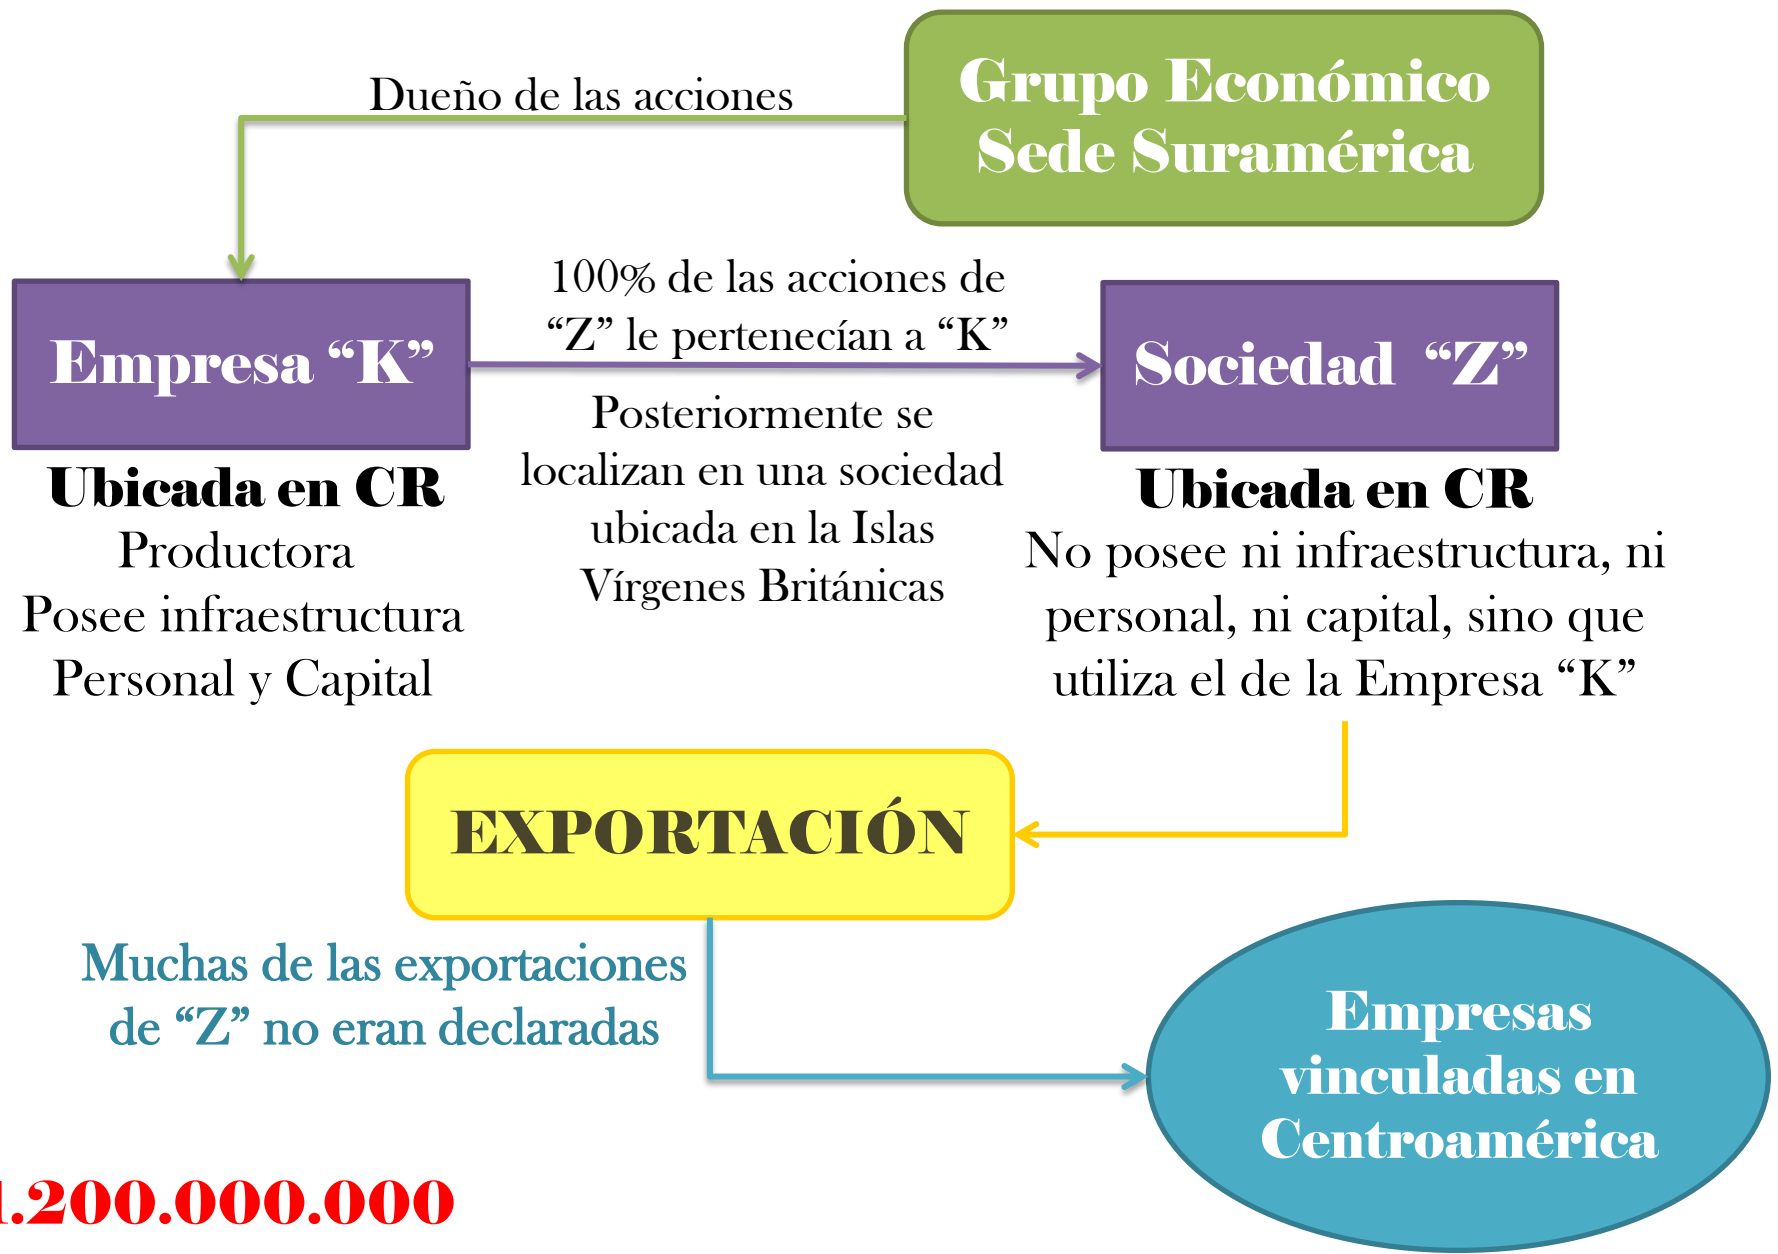 Grupo Económico
Sede Suramérica
Dueño de las acciones
100% de las acciones de
“Z” le pertenecían a “K”
Empresa “K”
Sociedad “Z”
Posteriormente se
localizan en una sociedad
ubicada en la Islas
Vírgenes Británicas
Ubicada en CR
Productora
Posee infraestructura
Personal y Capital
Ubicada en CR
No posee ni infraestructura, ni
personal, ni capital, sino que
utiliza el de la Empresa “K”
EXPORTACIÓN
Muchas de las exportaciones
de “Z” no eran declaradas
Empresas
vinculadas en
Centroamérica
1.200.000.000